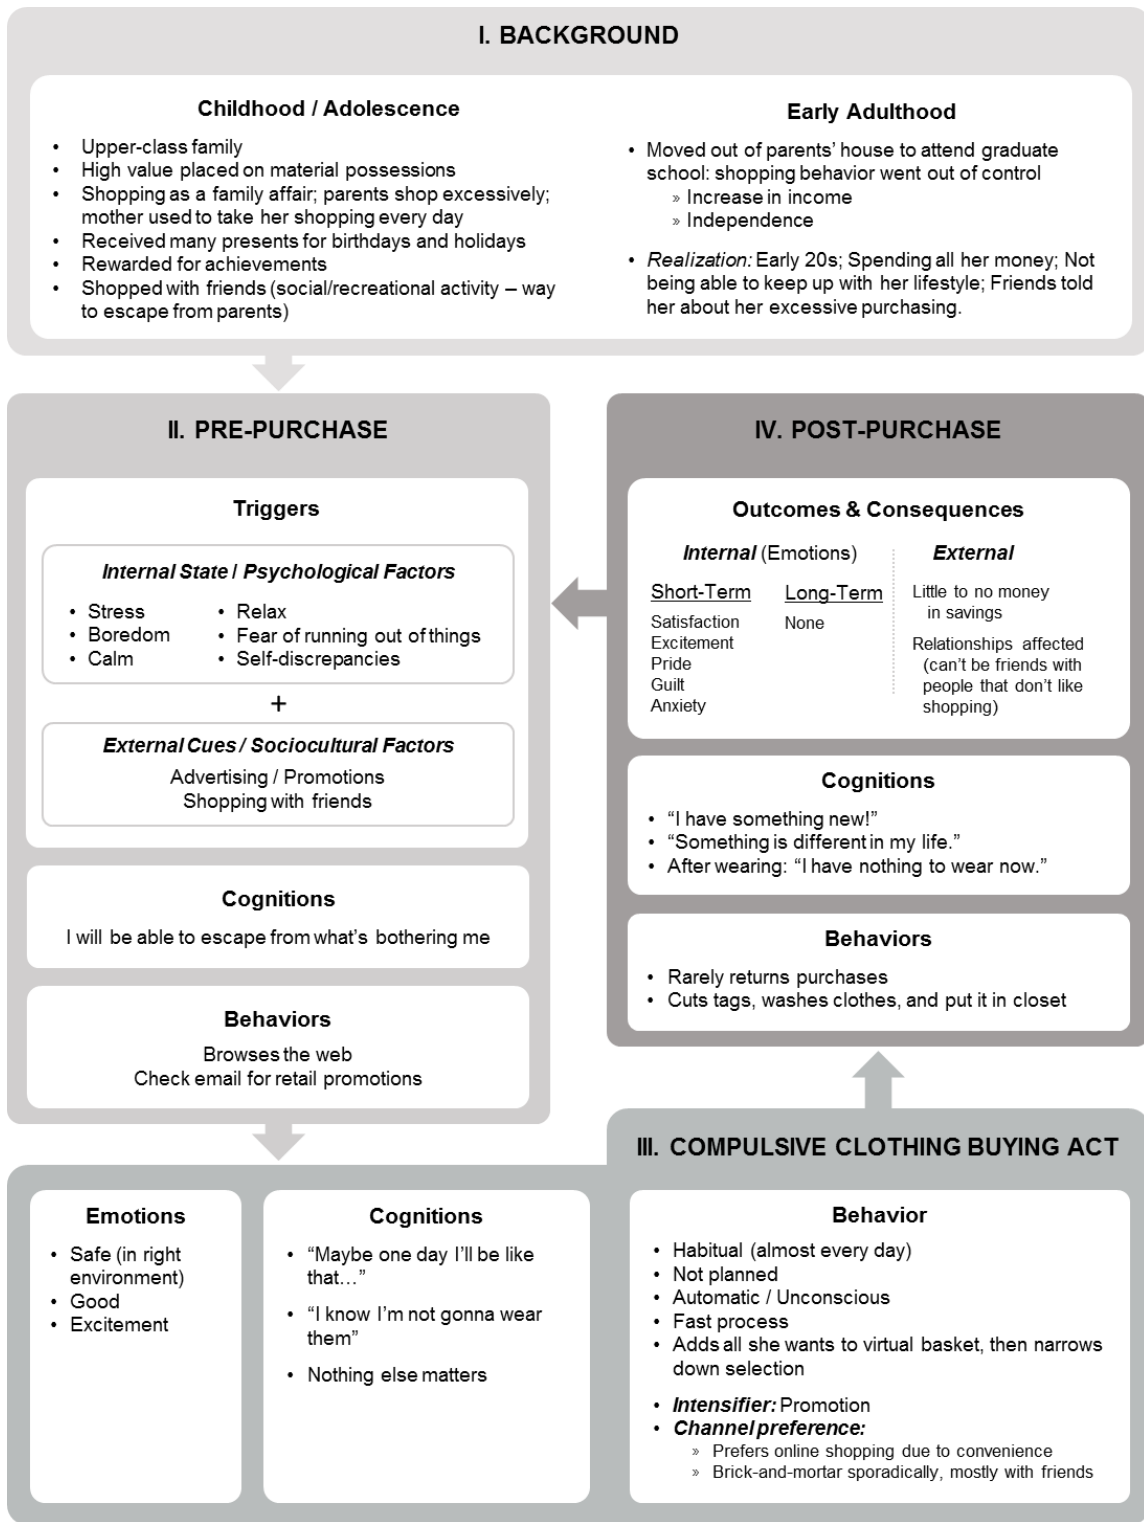 I. BACKGROUND
Childhood / Adolescence
• Upper-class family
• High value placed on material possessions
• Shopping as a family affair; parents shop excessively;
mother used to take her shopping every day
• Received many presents for birthdays and holidays
• Rewarded for achievements
• Shopped with friends (social/recreational activity – way
to escape from parents)
Early Adulthood
• Moved out of parents’ house to attend graduate
school: shopping behavior went out of control
» Increase in income
» Independence
• Realization: Early 20s; Spending all her money; Not
being able to keep up with her lifestyle; Friends told
her about her excessive purchasing.
II. PRE-PURCHASE
Triggers
Internal State / Psychological Factors
• Stress
• Boredom
• Calm
• Relax
• Fear of running out of things
• Self-discrepancies
+
External Cues / Sociocultural Factors
Advertising / Promotions
Shopping with friends
Cognitions
I will be able to escape from what’s bothering me
Behaviors
Browses the web
Check email for retail promotions
III. COMPULSIVE CLOTHING BUYING ACT
Emotions
• Safe (in right
environment)
• Good
• Excitement
Cognitions
• “Maybe one day I’ll be like
that…”
• “I know I’m not gonna wear
them”
• Nothing else matters
Behavior
• Habitual (almost every day)
• Not planned
• Automatic / Unconscious
• Fast process
• Adds all she wants to virtual basket, then narrows
down selection
• Intensifier: Promotion
• Channel preference:
» Prefers online shopping due to convenience
» Brick-and-mortar sporadically, mostly with friends
IV. POST-PURCHASE
Outcomes & Consequences
Internal (Emotions)
Short-Term
Satisfaction
Excitement
Pride
Guilt
Anxiety
Long-Term
None
External
Little to no money
in savings
Relationships affected
(can’t be friends with
people that don’t like
shopping)
Cognitions
• “I have something new!”
• “Something is different in my life.”
• After wearing: “I have nothing to wear now.”
Behaviors
• Rarely returns purchases
• Cuts tags, washes clothes, and put it in closet